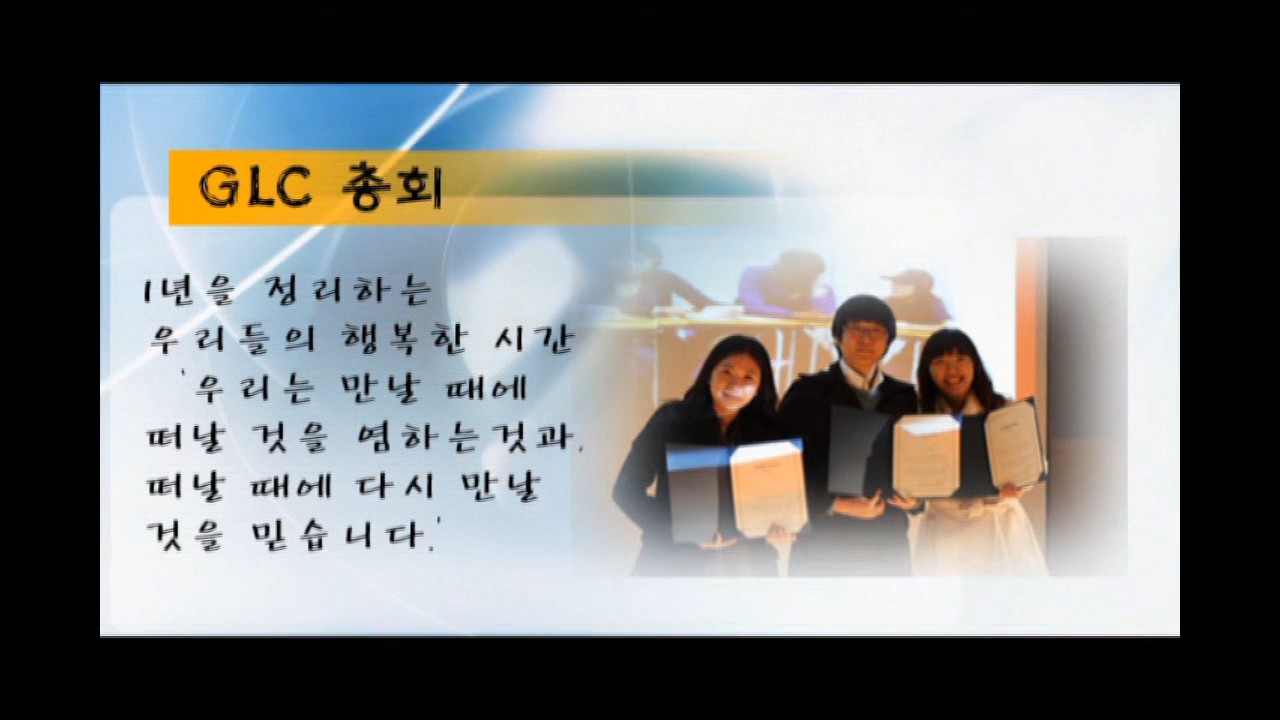 GLC 총회
1년을 정리하는
우리들의 행복한 시간
'우리는 만날 때에
떠날 것을 염하는것과,
떠날 때에 다시 만날
것을 믿습니다.'